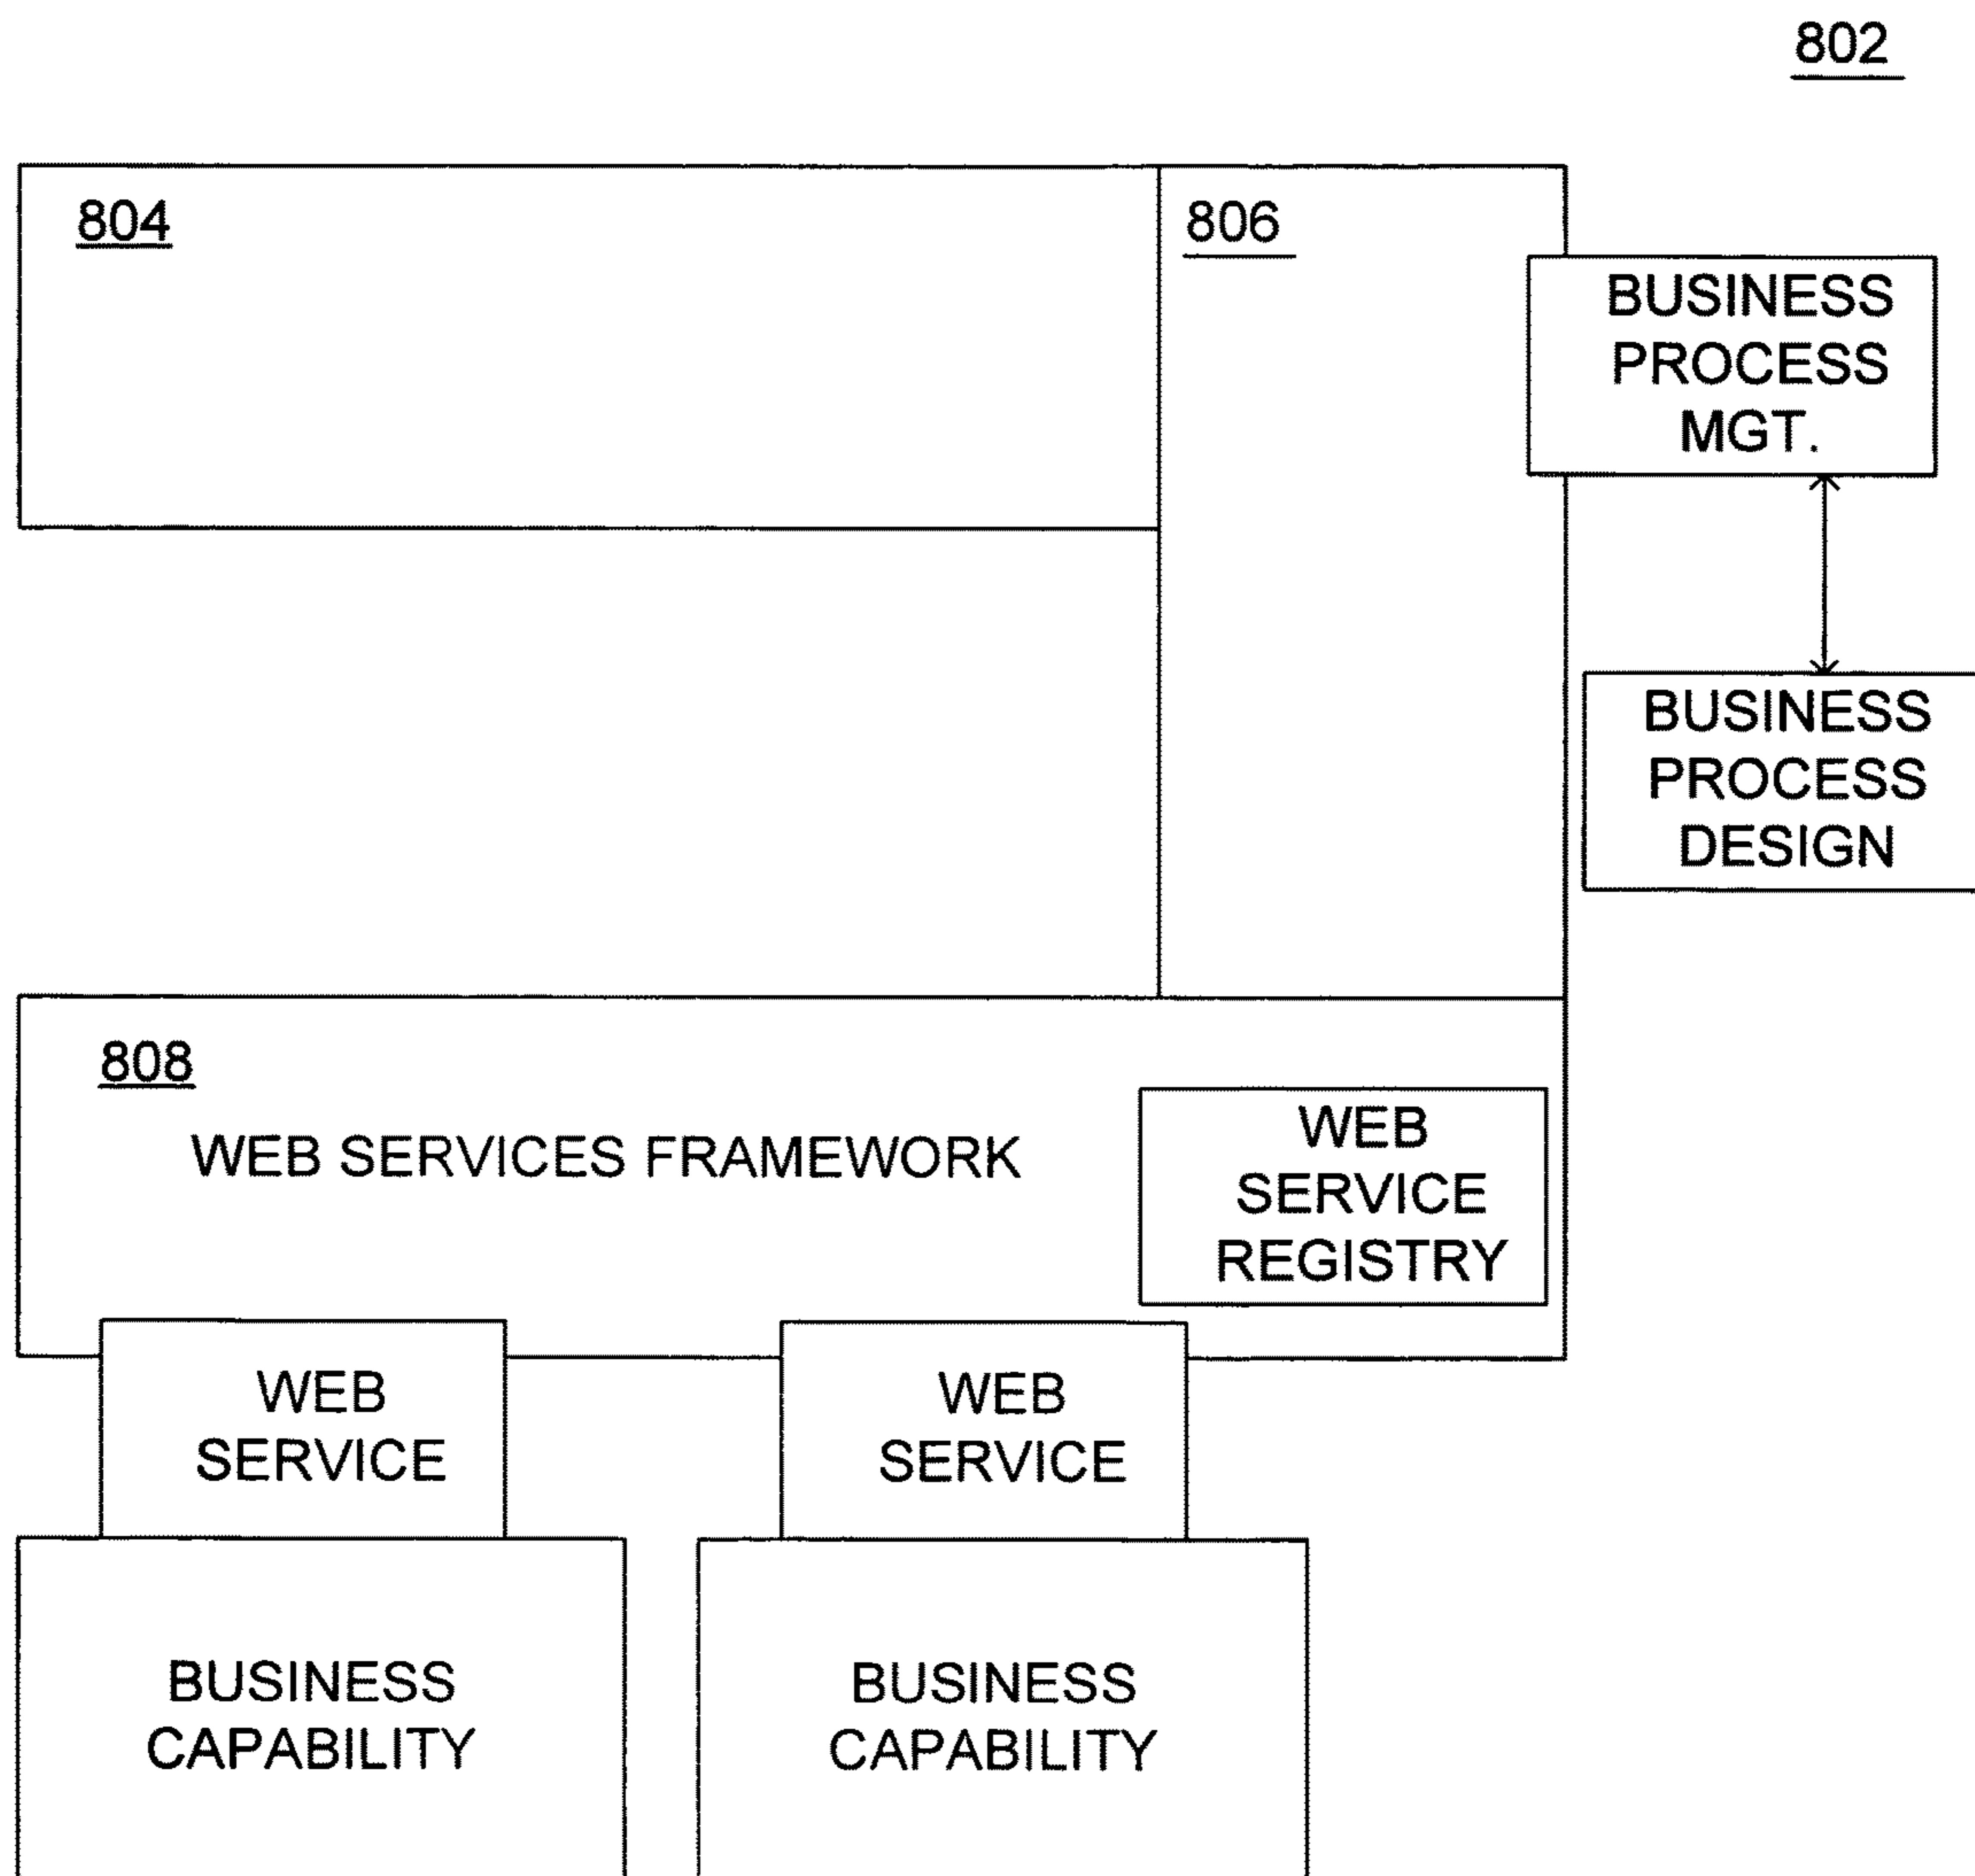 802
804
806
BUSINESS
PROCESS
MGT.
BUSINESS
PROCESS
DESIGN
808
WEB SERVICES FRAMEWORK
WEB
SERVICE
REGISTRY
WEB
SERVICE
WEB
SERVICE
BUSINESS
CAPABILITY
BUSINESS
CAPABILITY